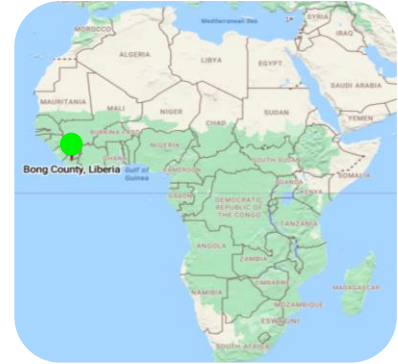 Mediterranean Sea
SYRIA
MOROCCO
IRAQ
ALGERIA
LIBYA
EGYPT
SAUDI ARABIA
MAURITANIA
MALI
NIGER
SUDAN
YEMEN
CHAD
BURKINA FASO
NIGERIA
GHANA
SOUTH SUDAN
Bong County, Liberia
Gulf of
Guinea
CAMEROON
SOMALIA
UGANDA
KENYA
GABON
DEMOCRATIC
REPUBLIC OF
THE CONGO
TANZANIA
ANGOLA
ZAMBIA
ZIMBABWE
NAMIBIA
MADAGASCAR
MOZAMBIQUE
ESWATINI
SOUTH AFRICA